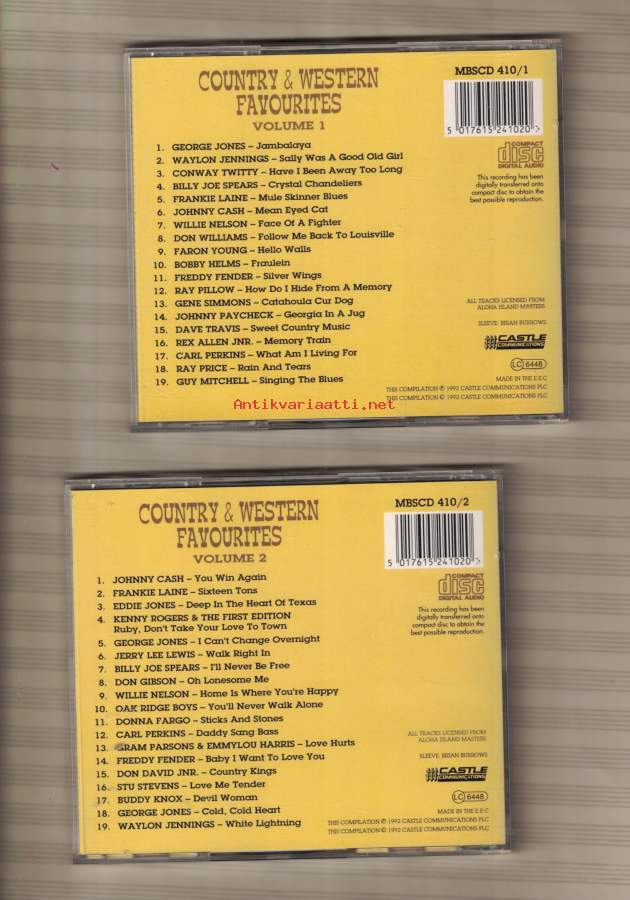 COUNTRY & WESTERN
FAVOURITES
VOLUME 1
MBSCD 410/1
5 017615 241020>
1. GEORGE JONES – Jambalaya
2. WAYLON JENNINGS – Sally Was A Good Old Girl
3. CONWAY TWITTY – Have I Been Away Too Long
4. BILLY JOE SPEARS – Crystal Chandeliers
5. FRANKIE LAINE – Mule Skinner Blues
6. JOHNNY CASH – Mean Eyed Cat
7. WILLIE NELSON – Face Of A Fighter
8. DON WILLIAMS – Follow Me Back To Louisville
9. FARON YOUNG – Hello Walls
10. BOBBY HELMS – Fraulein
11. FREDDY FENDER – Silver Wings
12. RAY PILLOW – How Do I Hide From A Memory
13. GENE SIMMONS – Catahoula Cur Dog
14. JOHNNY PAYCHECK – Georgia In A Jug
15. DAVE TRAVIS – Sweet Country Music
16. REX ALLEN JNR. – Memory Train
17. CARL PERKINS – What Am I Living For
18. RAY PRICE – Rain And Tears
19. GUY MITCHELL – Singing The Blues
COMPACT
disc
DIGITAL AUDIO
This recording has been
digitally transferred onto
compact disc to obtain the
best possible reproduction.
ALL TRACKS LICENSED FROM
ALOHA ISLAND MASTERS
SLEEVE: BRIAN BURROWS
CASTLE
COMMUNICATIONS
LC 6448
MADE IN THE E.E.C
THIS COMPILATION ℗ 1992 CASTLE COMMUNICATIONS PLC
THIS COMPILATION © 1992 CASTLE COMMUNICATIONS PLC
Antikvariaatti.net
COUNTRY & WESTERN
FAVOURITES
VOLUME 2
MBSCD 410/2
5 017615 241020>
1. JOHNNY CASH – You Win Again
2. FRANKIE LAINE – Sixteen Tons
3. EDDIE JONES – Deep In The Heart Of Texas
4. KENNY ROGERS & THE FIRST EDITION
Ruby, Don't Take Your Love To Town
5. GEORGE JONES – I Can't Change Overnight
6. JERRY LEE LEWIS – Walk Right In
7. BILLY JOE SPEARS – I'll Never Be Free
8. DON GIBSON – Oh Lonesome Me
9. WILLIE NELSON – Home Is Where You're Happy
10. OAK RIDGE BOYS – You'll Never Walk Alone
11. DONNA FARGO – Sticks And Stones
12. CARL PERKINS – Daddy Sang Bass
13. GRAM PARSONS & EMMYLOU HARRIS – Love Hurts
14. FREDDY FENDER – Baby I Want To Love You
15. DON DAVID JNR. – Country Kings
16. STU STEVENS – Love Me Tender
17. BUDDY KNOX – Devil Woman
18. GEORGE JONES – Cold, Cold Heart
19. WAYLON JENNINGS – White Lightning
COMPACT
disc
DIGITAL AUDIO
This recording has been
digitally transferred onto
compact disc to obtain the
best possible reproduction.
ALL TRACKS LICENSED FROM
ALOHA ISLAND MASTERS
SLEEVE: BRIAN BURROWS
CASTLE
COMMUNICATIONS
LC 6448
MADE IN THE E.E.C
THIS COMPILATION ℗ 1992 CASTLE COMMUNICATIONS PLC
THIS COMPILATION © 1992 CASTLE COMMUNICATIONS PLC